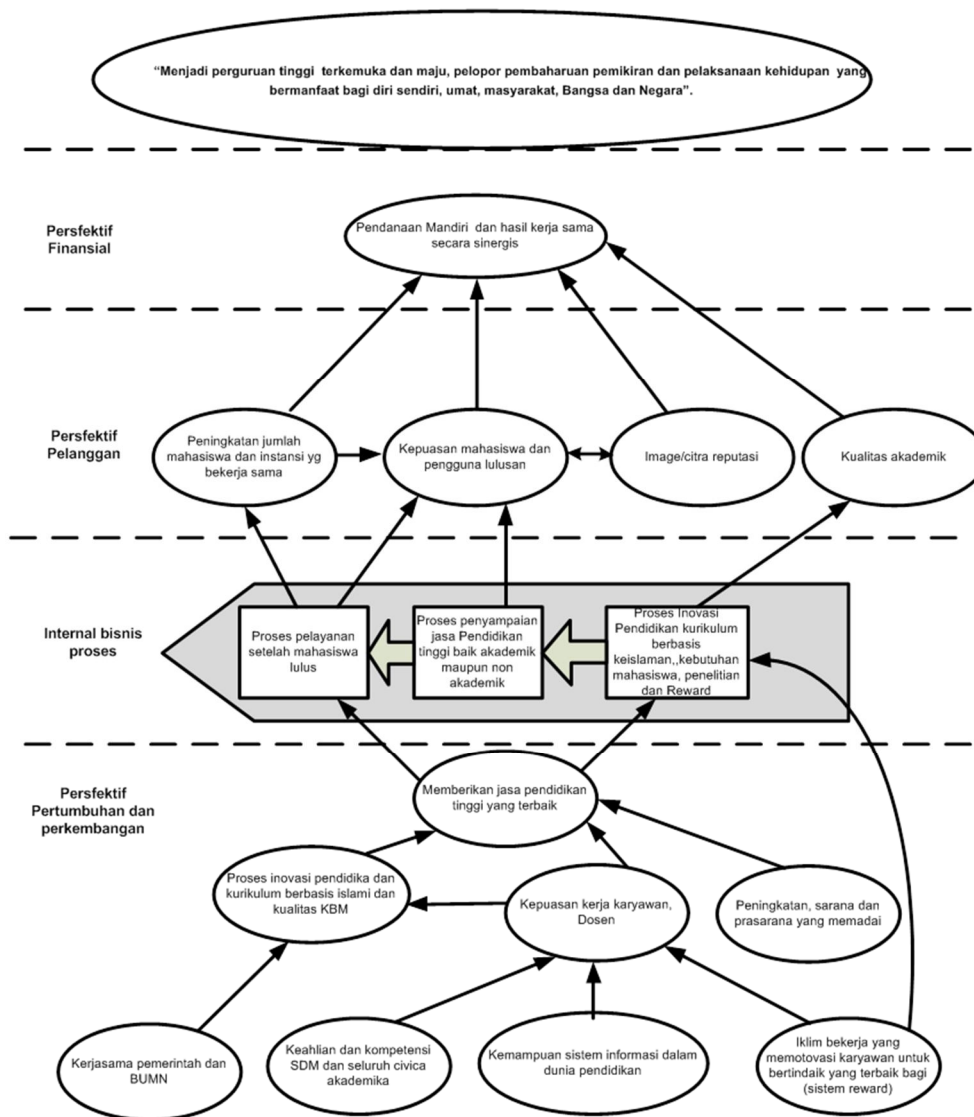 “Menjadi perguruan tinggi terkemuka dan maju, pelopor pembaharuan pemikiran dan pelaksanaan kehidupan yang
bermanfaat bagi diri sendiri, umat, masyarakat, Bangsa dan Negara”.
Persfektif
Finansial
Pendanaan Mandiri dan hasil kerja sama
secara sinergis
Persfektif
Pelanggan
Peningkatan jumlah
mahasiswa dan instansi yg
bekerja sama
Kepuasan mahasiswa dan
pengguna lulusan
Image/citra reputasi
Kualitas akademik
Internal bisnis
proses
Proses pelayanan
setelah mahasiswa
lulus
Proses penyampaian
jasa Pendidikan
tinggi baik akademik
maupun non
akademik
Proses Inovasi
Pendidikan kurikulum
berbasis
keislaman,,kebutuhan
mahasiswa, penelitian
dan Reward
Persfektif
Pertumbuhan dan
perkembangan
Memberikan jasa pendidikan
tinggi yang terbaik
Proses inovasi pendidika dan
kurikulum berbasis islami dan
kualitas KBM
Kepuasan kerja karyawan,
Dosen
Peningkatan, sarana dan
prasarana yang memadai
Kerjasama pemerintah dan
BUMN
Keahlian dan kompetensi
SDM dan seluruh civica
akademika
Kemampuan sistem informasi dalam
dunia pendidikan
Iklim bekerja yang
memotovasi karyawan untuk
bertindaik yang terbaik bagi
(sistem reward)